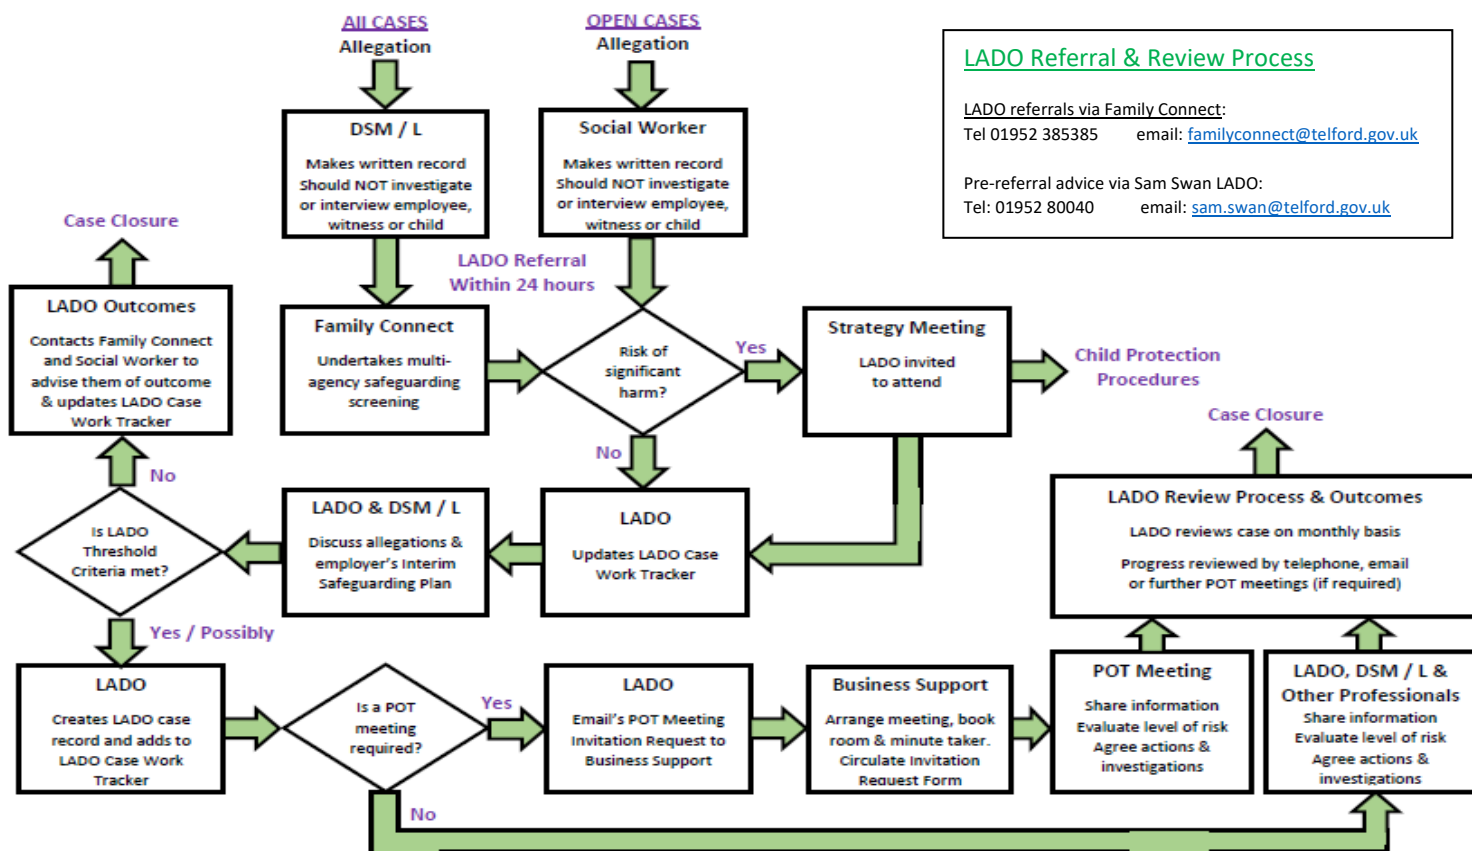 All CASES
Allegation
OPEN CASES
Allegation
LADO Referral & Review Process
LADO referrals via Family Connect:
Tel 01952 385385 email: familyconnect@telford.gov.uk
Pre-referral advice via Sam Swan LADO:
Tel: 01952 80040 email: sam.swan@telford.gov.uk
DSM / L
Makes written record
Should NOT investigate
or interview employee,
witness or child
Social Worker
Makes written record
Should NOT investigate
or interview employee,
witness or child
LADO Referral
Within 24 hours
Case Closure
LADO Outcomes
Contacts Family Connect
and Social Worker to
advise them of outcome
& updates LADO Case
Work Tracker
Family Connect
Undertakes multi-
agency safeguarding
screening
Risk of
significant
harm?
Yes
Strategy Meeting
LADO invited
to attend
Child Protection
Procedures
No
No
Is LADO
Threshold
Criteria met?
LADO & DSM / L
Discuss allegations &
employer's Interim
Safeguarding Plan
LADO
Updates LADO Case
Work Tracker
Case Closure
LADO Review Process & Outcomes
LADO reviews case on monthly basis
Progress reviewed by telephone, email
or further POT meetings (if required)
Yes / Possibly
LADO
Creates LADO case
record and adds to
LADO Case Work
Tracker
Is a POT
meeting
required?
Yes
LADO
Email's POT Meeting
Invitation Request to
Business Support
Business Support
Arrange meeting, book
room & minute taker.
Circulate Invitation
Request Form
POT Meeting
Share information
Evaluate level of risk
Agree actions &
investigations
LADO, DSM / L &
Other Professionals
Share information
Evaluate level of risk
Agree actions &
investigations
No